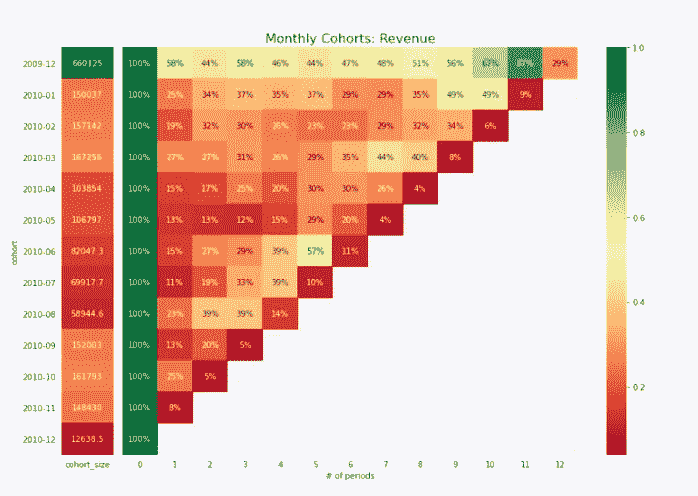 Monthly Cohorts: Revenue
2009-12 660125 100% 58% 44% 58% 46% 44% 47% 48% 51% 56% 67% 87% 29%
2010-01 150037 100% 25% 34% 37% 35% 37% 29% 29% 35% 49% 49% 9%
2010-02 157142 100% 19% 32% 30% 26% 23% 23% 29% 32% 34% 6%
2010-03 167256 100% 27% 27% 31% 26% 29% 35% 44% 40% 8%
2010-04 103854 100% 15% 17% 25% 20% 30% 30% 26% 4%
2010-05 106797 100% 13% 13% 12% 15% 29% 20% 4%
2010-06 82047.3 100% 15% 27% 29% 39% 57% 11%
2010-07 69917.7 100% 11% 19% 33% 39% 10%
2010-08 58944.6 100% 23% 39% 39% 14%
2010-09 152003 100% 13% 20% 5%
2010-10 161793 100% 25% 5%
2010-11 148430 100% 8%
2010-12 12638.5 100%
cohort
cohort_size 0 1 2 3 4 5 6 7 8 9 10 11 12
# of periods
1.0
0.8
0.6
0.4
0.2